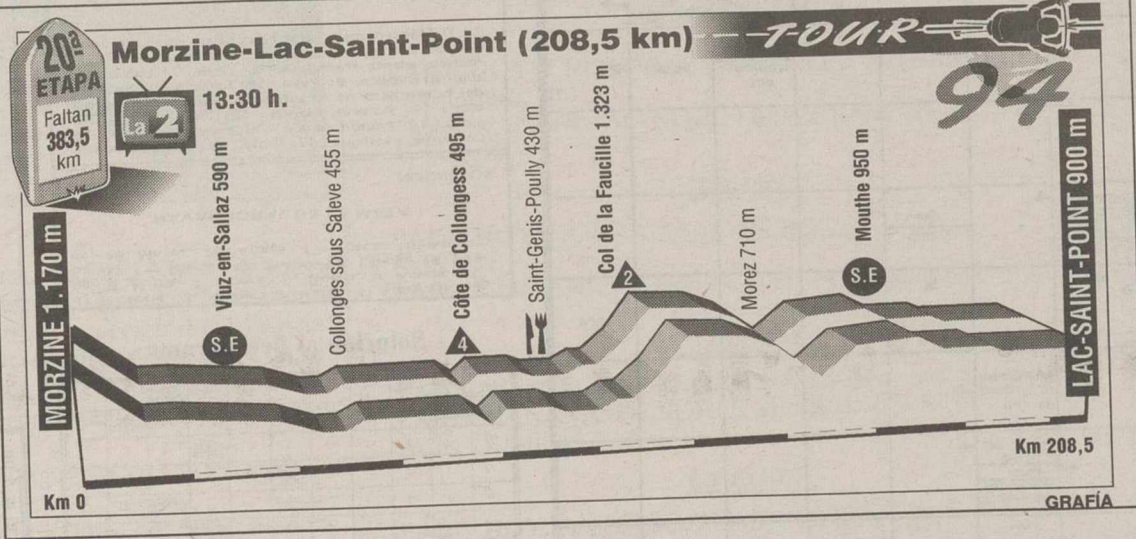 20ª
ETAPA
Faltan
383,5
km
Morzine-Lac-Saint-Point (208,5 km)
TOUR
94
La 2
13:30 h.
MORZINE 1.170 m
Viuz-en-Sallaz 590 m
S.E
Collonges sous Saleve 455 m
Côte de Collongess 495 m
4
Saint-Genis-Poully 430 m
Col de la Faucille 1.323 m
2
Morez 710 m
Mouthe 950 m
S.E
LAC-SAINT-POINT 900 m
Km 0
Km 208,5
GRAFÍA